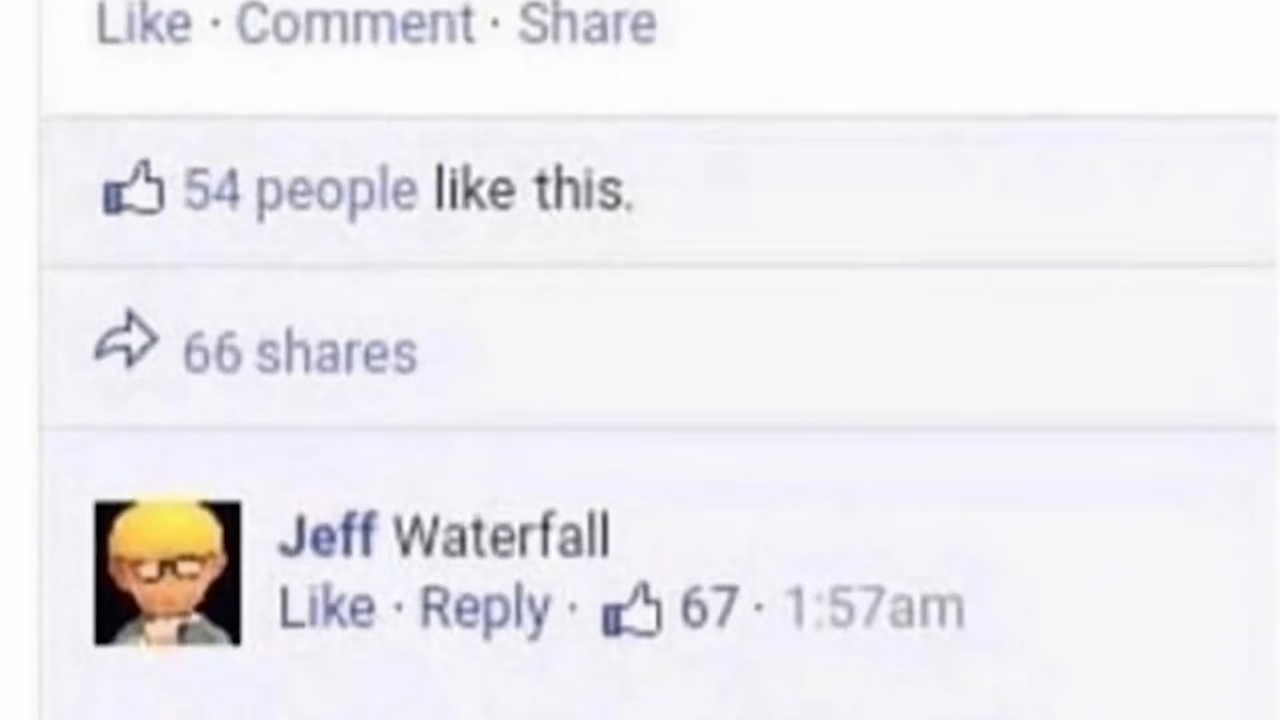 Like · Comment · Share
54 people like this.
66 shares
Jeff Waterfall
Like · Reply · 67 · 1:57am